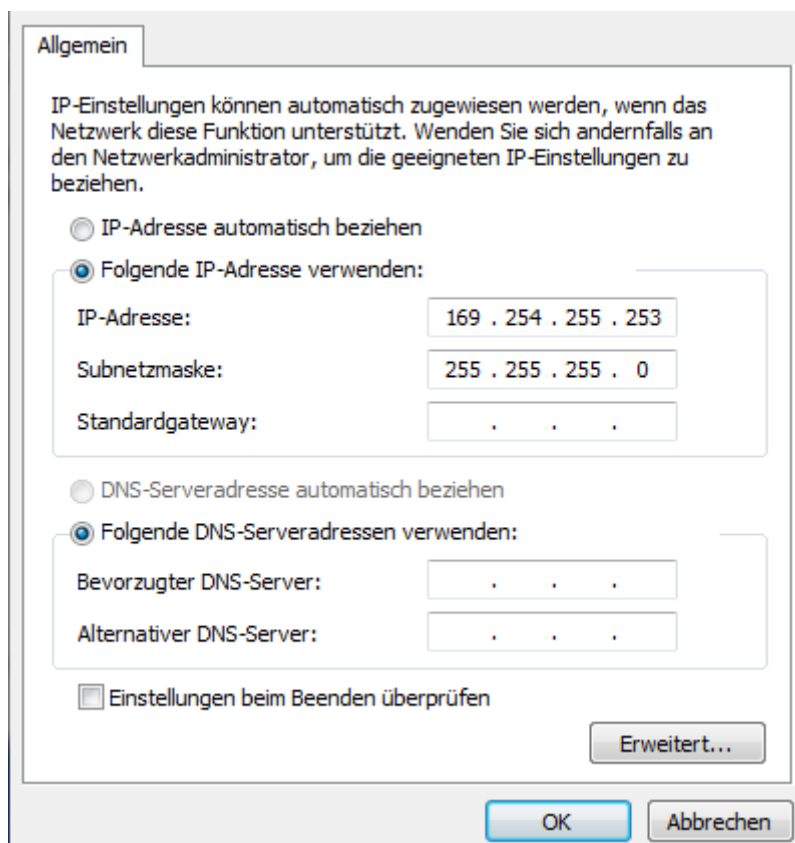 Allgemein
IP-Einstellungen können automatisch zugewiesen werden, wenn das
Netzwerk diese Funktion unterstützt. Wenden Sie sich andernfalls an
den Netzwerkadministrator, um die geeigneten IP-Einstellungen zu
beziehen.
IP-Adresse automatisch beziehen
Folgende IP-Adresse verwenden:
IP-Adresse: 169 . 254 . 255 . 253
Subnetzmaske: 255 . 255 . 255 . 0
Standardgateway: . . .
DNS-Serveradresse automatisch beziehen
Folgende DNS-Serveradressen verwenden:
Bevorzugter DNS-Server: . . .
Alternativer DNS-Server: . . .
Einstellungen beim Beenden überprüfen
Erweitert...
OK Abbrechen